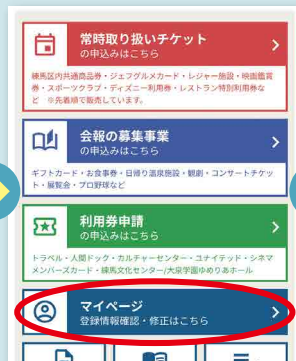 常時取り扱いチケット
の申込みはこちら
練馬区内共通商品券・ジェフグルメカード・レジャー施設・映画鑑賞
券・スポーツクラブ・ディズニー利用券・レストラン特別利用券な
ど　※先着順で販売しています。
会報の募集事業
の申込みはこちら
ギフトカード・お食事券・日帰り温泉施設・観劇・コンサートチケッ
ト・展覧会・プロ野球など
利用券申請
の申込みはこちら
トラベル・人間ドック・カルチャーセンター・ユナイテッド・シネマ
メンバーズカード・練馬文化センター/大泉学園ゆめりあホール
マイページ
登録情報確認・修正はこちら